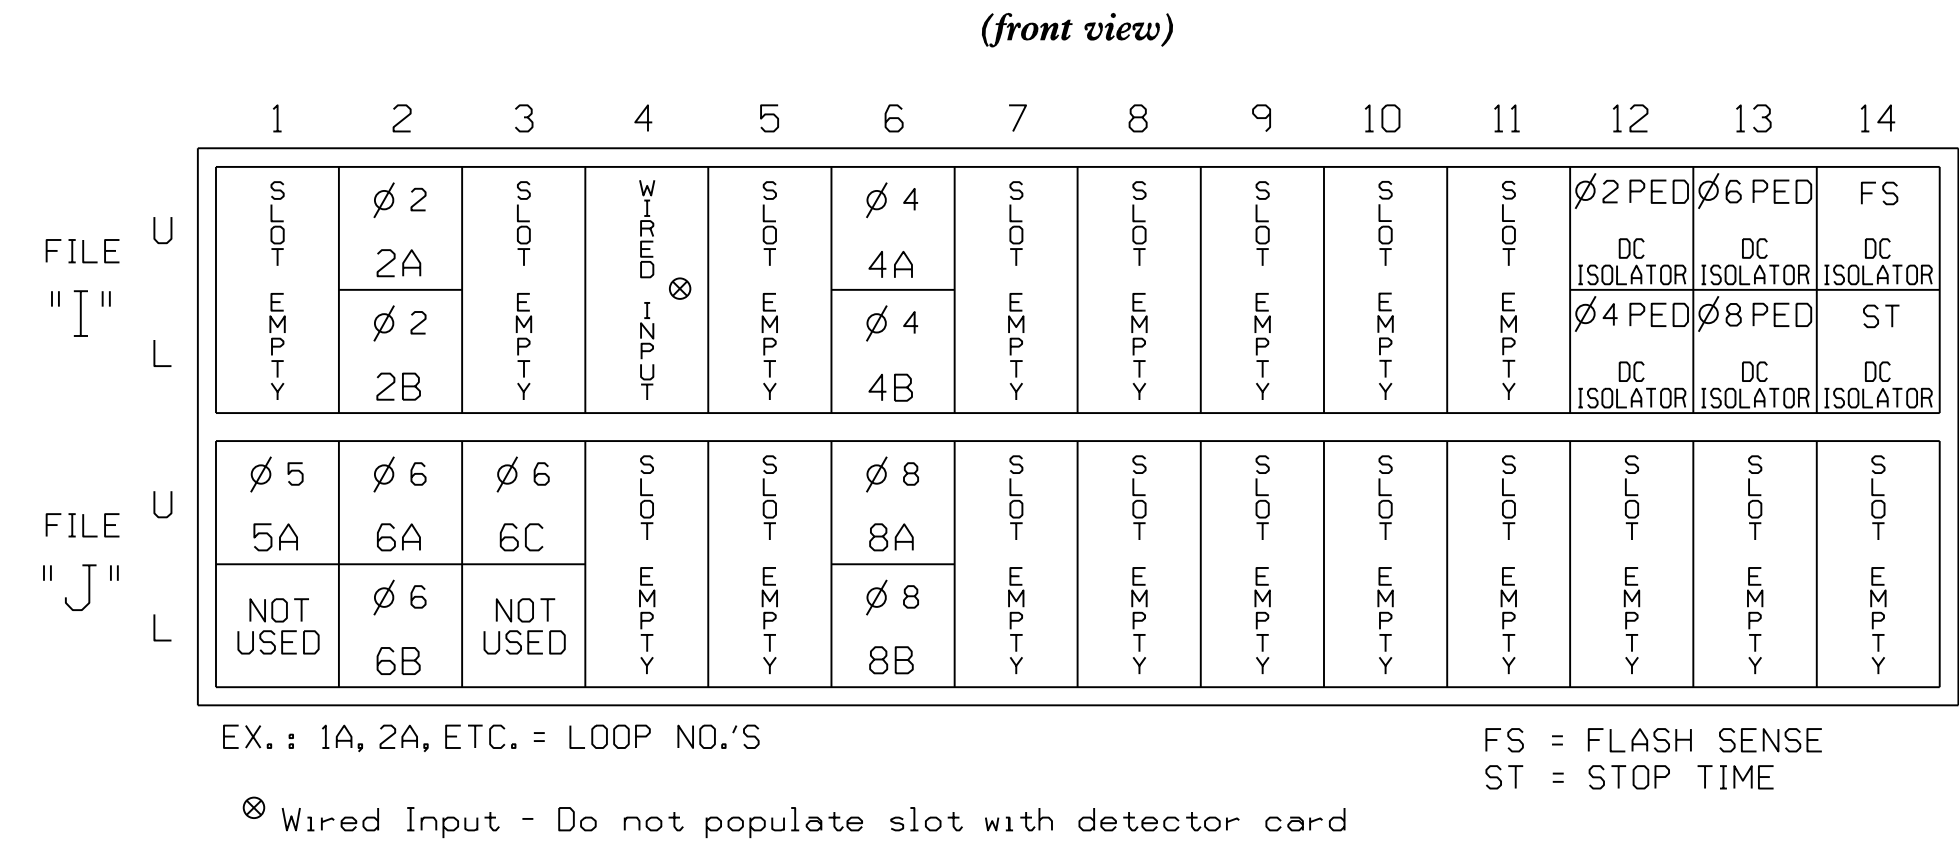 (front view)
1 2 3 4 5 6 7 8 9 10 11 12 13 14
FILE "I"
U
L
SLOT EMPTY
Ø 2
2A
Ø 2
2B
SLOT EMPTY
WIRED INPUT ⊗
SLOT EMPTY
Ø 4
4A
Ø 4
4B
SLOT EMPTY
SLOT EMPTY
SLOT EMPTY
SLOT EMPTY
SLOT EMPTY
Ø2 PED
DC
ISOLATOR
Ø4 PED
DC
ISOLATOR
Ø6 PED
DC
ISOLATOR
Ø8 PED
DC
ISOLATOR
FS
DC
ISOLATOR
ST
DC
ISOLATOR
FILE "J"
U
L
Ø 5
5A
NOT
USED
Ø 6
6A
Ø 6
6B
Ø 6
6C
NOT
USED
SLOT EMPTY
SLOT EMPTY
Ø 8
8A
Ø 8
8B
SLOT EMPTY
SLOT EMPTY
SLOT EMPTY
SLOT EMPTY
SLOT EMPTY
SLOT EMPTY
SLOT EMPTY
SLOT EMPTY
EX.: 1A, 2A, ETC. = LOOP NO.'S
FS = FLASH SENSE
ST = STOP TIME
⊗ Wired Input - Do not populate slot with detector card